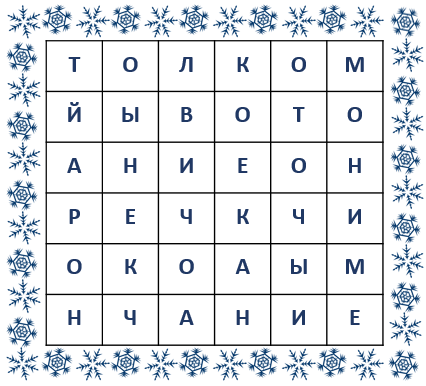 Т О Л К О М
Й Ы В О Т О
А Н И Е О Н
Р Е Ч К Ч И
О К О А Ы М
Н Ч А Н И Е